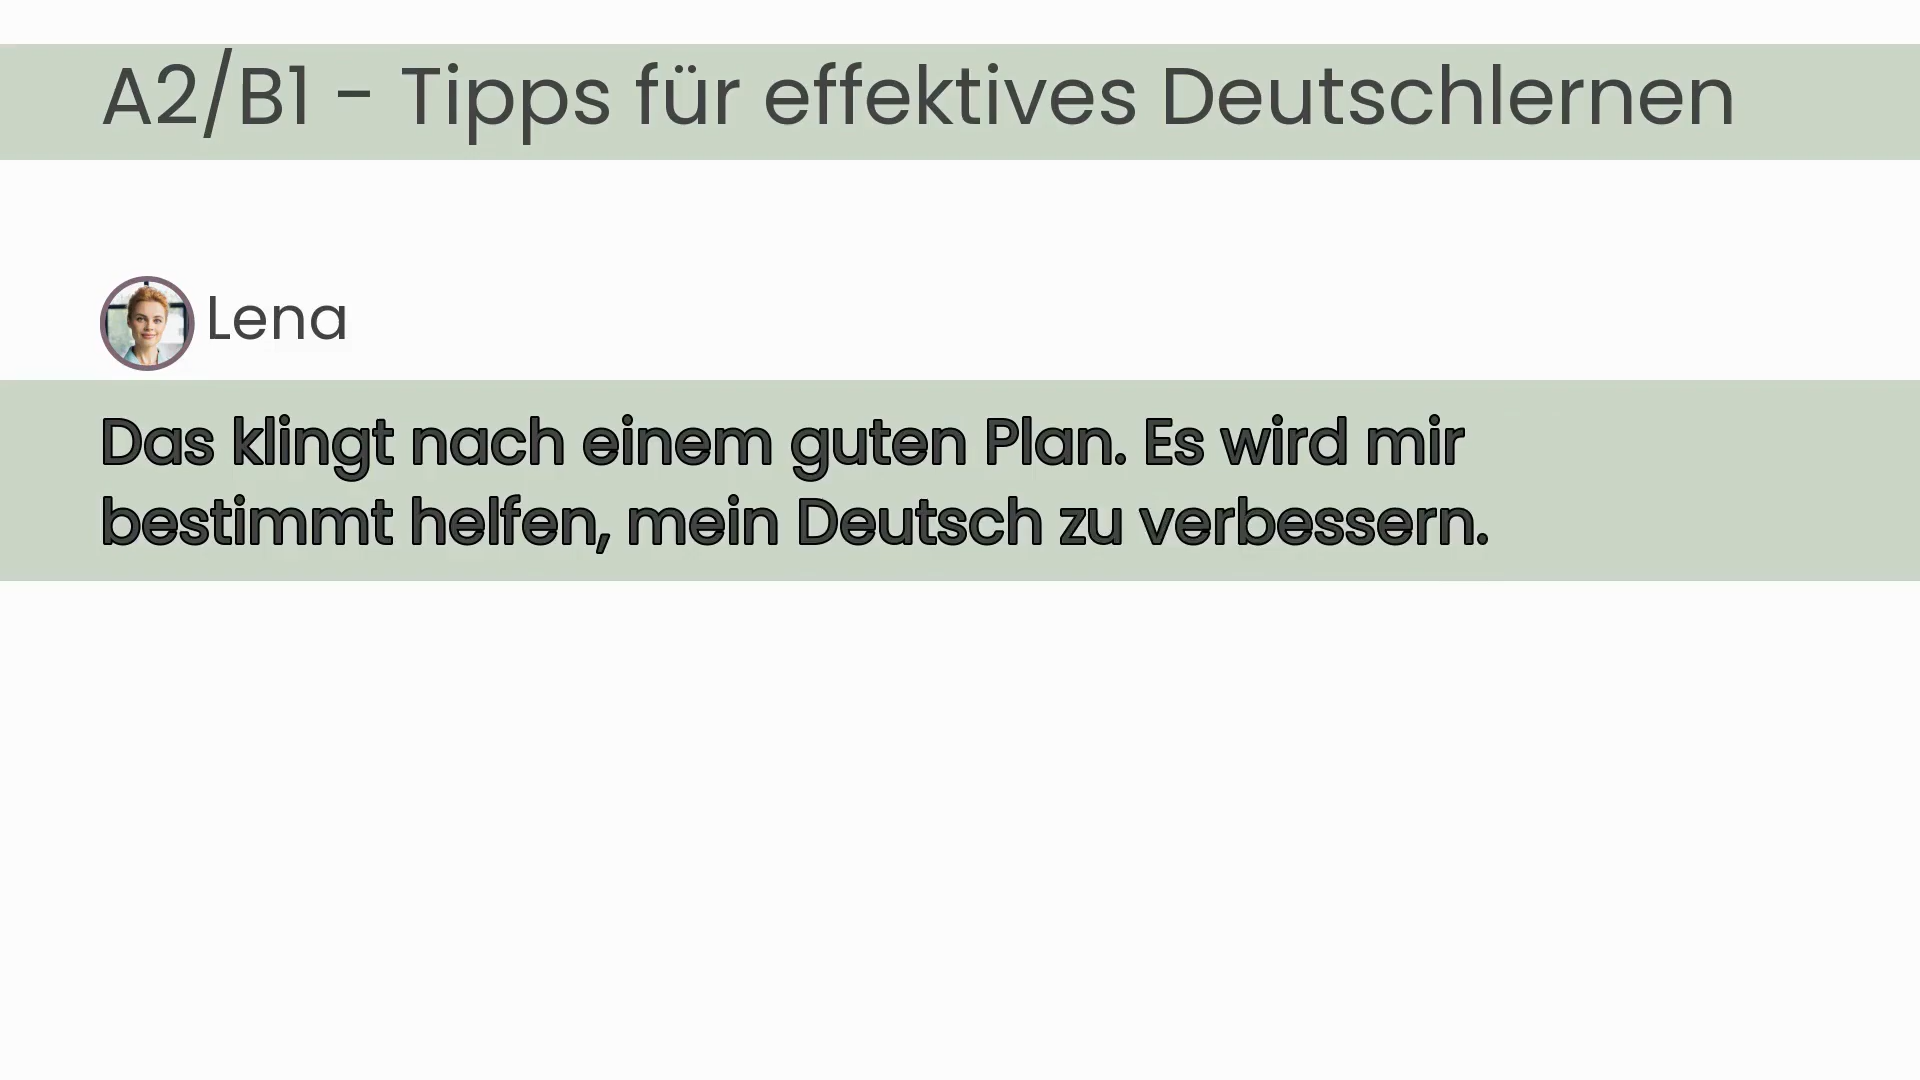 A2/B1 - Tipps für effektives Deutschlernen
Lena
Das klingt nach einem guten Plan. Es wird mir
bestimmt helfen, mein Deutsch zu verbessern.